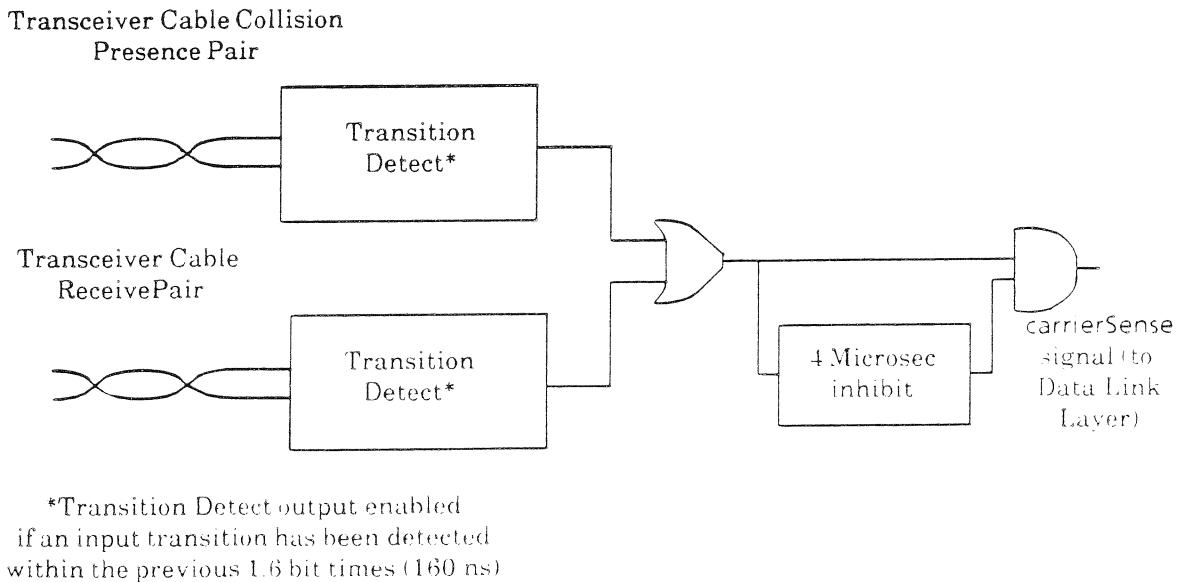 Transceiver Cable Collision
Presence Pair
Transition
Detect*
Transceiver Cable
ReceivePair
Transition
Detect*
4 Microsec
inhibit
carrierSense
signal (to
Data Link
Layer)
*Transition Detect output enabled
if an input transition has been detected
within the previous 1.6 bit times (160 ns)